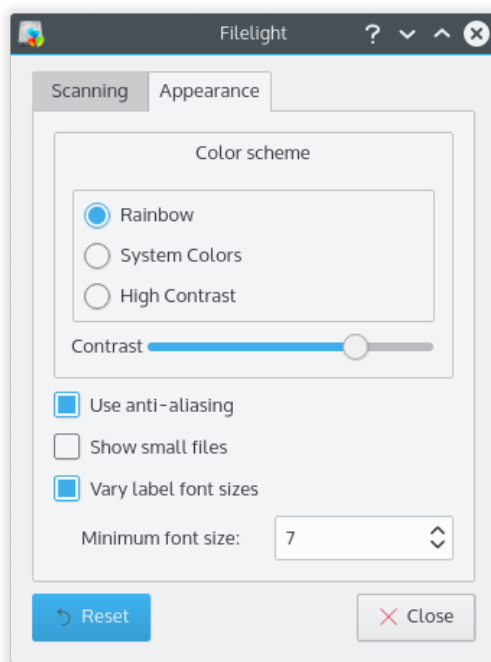 Filelight
Scanning Appearance
Color scheme
Rainbow
System Colors
High Contrast
Contrast
Use anti-aliasing
Show small files
Vary label font sizes
Minimum font size: 7
Reset Close